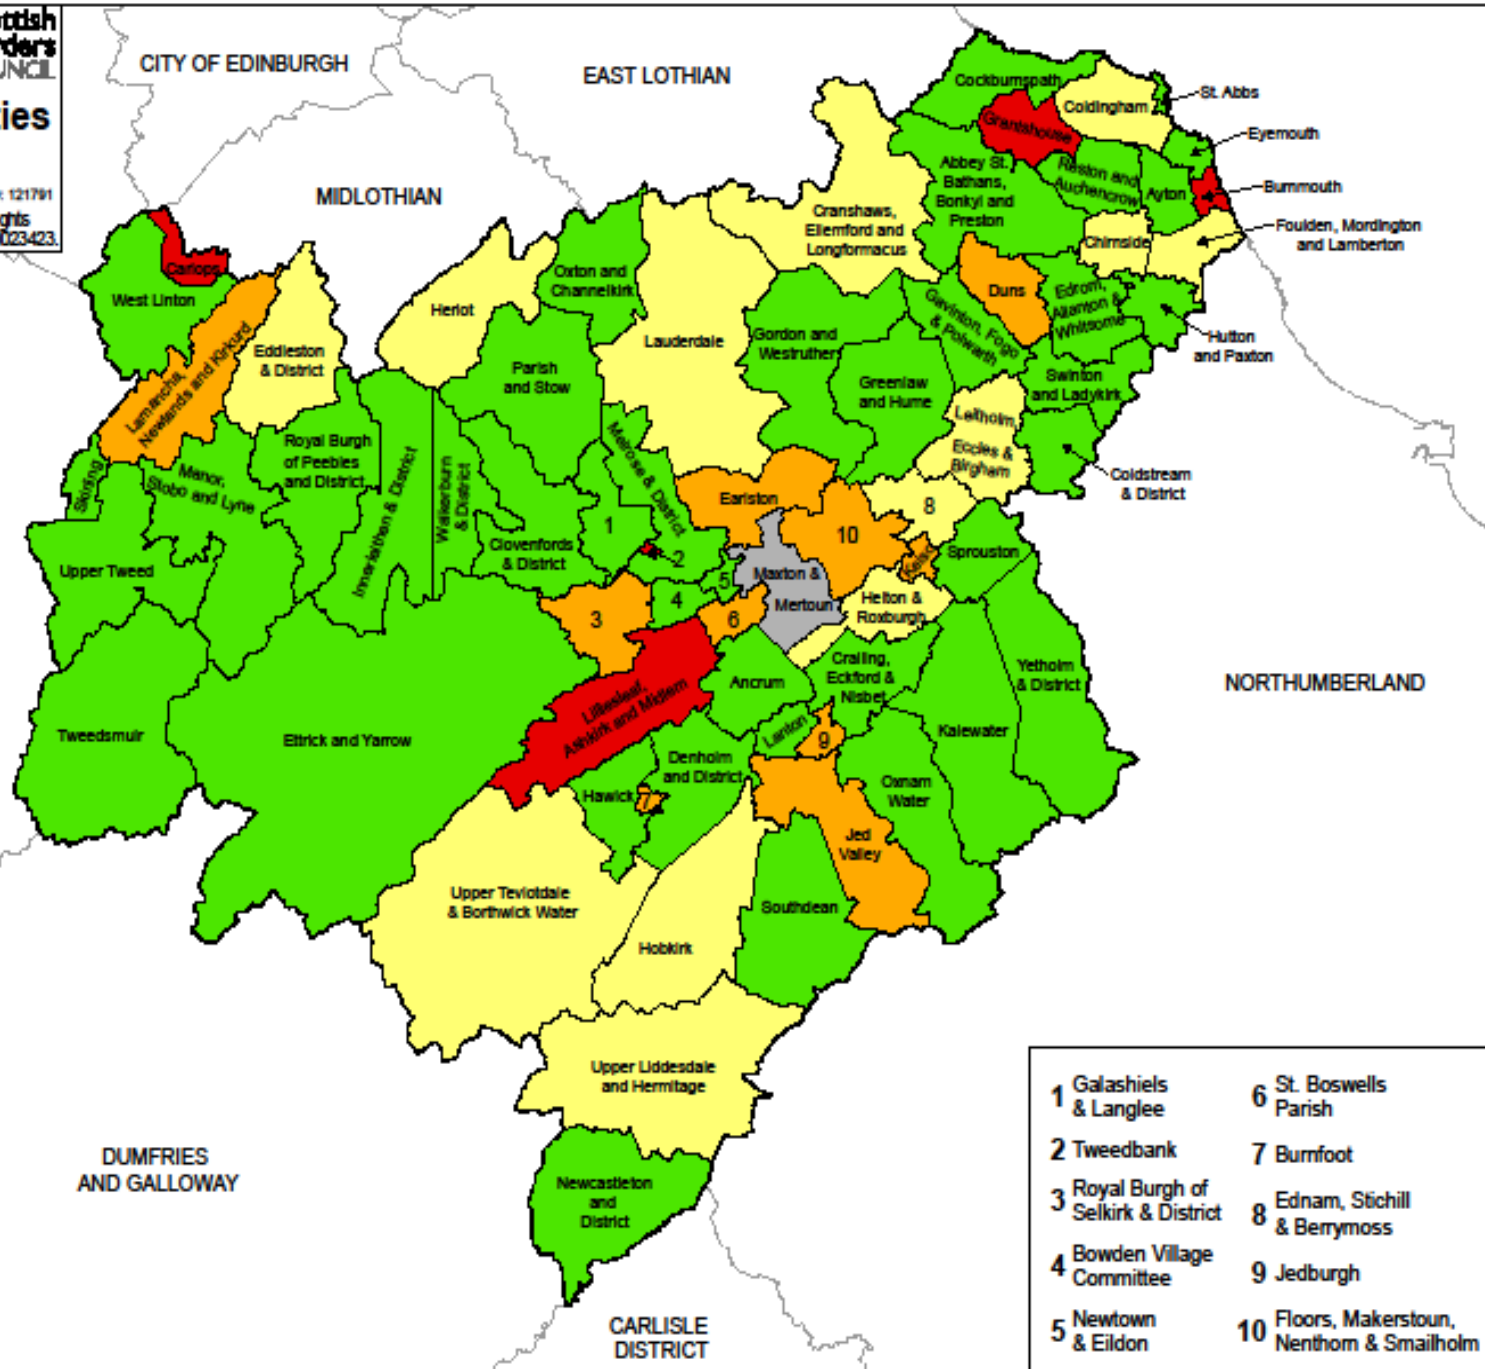 CITY OF EDINBURGH
EAST LOTHIAN
MIDLOTHIAN
NORTHUMBERLAND
DUMFRIES
AND GALLOWAY
CARLISLE
DISTRICT
121791
023423.
Cockburnspath
Coldingham
St. Abbs
Grantshouse
Eyemouth
Reston and
Auchencrow
Ayton
Burnmouth
Abbey St.
Bathans,
Bonkyl and
Preston
Foulden, Mordington
and Lamberton
Chirnside
Cranshaws,
Ellemford and
Longformacus
Duns
Edrom,
Allanton &
Whitsome
Hutton
and Paxton
Gavinton, Fogo
& Polwarth
Swinton
and Ladykirk
Coldstream
& District
Leitholm,
Eccles &
Birgham
Greenlaw
and Hume
Gordon and
Westruther
Lauderdale
Oxton and
Channelkirk
Heriot
Parish
and Stow
Carlops
West Linton
Lamancha,
Newlands and Kirkurd
Eddleston
& District
Skirling
Manor,
Stobo and Lyne
Royal Burgh
of Peebles
and District
Innerleithen & District
Walkerburn
& District
Clovenfords
& District
Melrose & District
Earlston
1
2
3
4
5
6
7
8
9
10
Kelso
Sprouston
Maxton &
Mertoun
Heiton &
Roxburgh
Upper Tweed
Tweedsmuir
Ettrick and Yarrow
Lilliesleaf,
Ashkirk and Midlem
Ancrum
Crailing,
Eckford &
Nisbet
Lanton
Yetholm
& District
Kalewater
Oxnam
Water
Denholm
and District
Hawick
Jed
Valley
Southdean
Upper Teviotdale
& Borthwick Water
Hobkirk
Upper Liddesdale
and Hermitage
Newcastleton
and
District
1 Galashiels
& Langlee
2 Tweedbank
3 Royal Burgh of
Selkirk & District
4 Bowden Village
Committee
5 Newtown
& Eildon
6 St. Boswells
Parish
7 Burnfoot
8 Ednam, Stichill
& Berrymoss
9 Jedburgh
10 Floors, Makerstoun,
Nenthorn & Smailholm